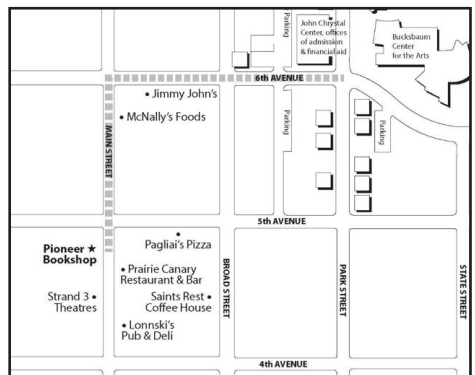 Parking
John Chrystal
Center, offices
of admission
& financial aid
Bucksbaum
Center
for the Arts
6th AVENUE
• Jimmy John's
• McNally's Foods
MAIN STREET
Parking
Parking
5th AVENUE
Pioneer ★
Bookshop
• Pagliai's Pizza
• Prairie Canary
Restaurant & Bar
Strand 3 •
Theatres
Saints Rest •
Coffee House
• Lonnski's
Pub & Deli
BROAD STREET
PARK STREET
STATE STREET
4th AVENUE